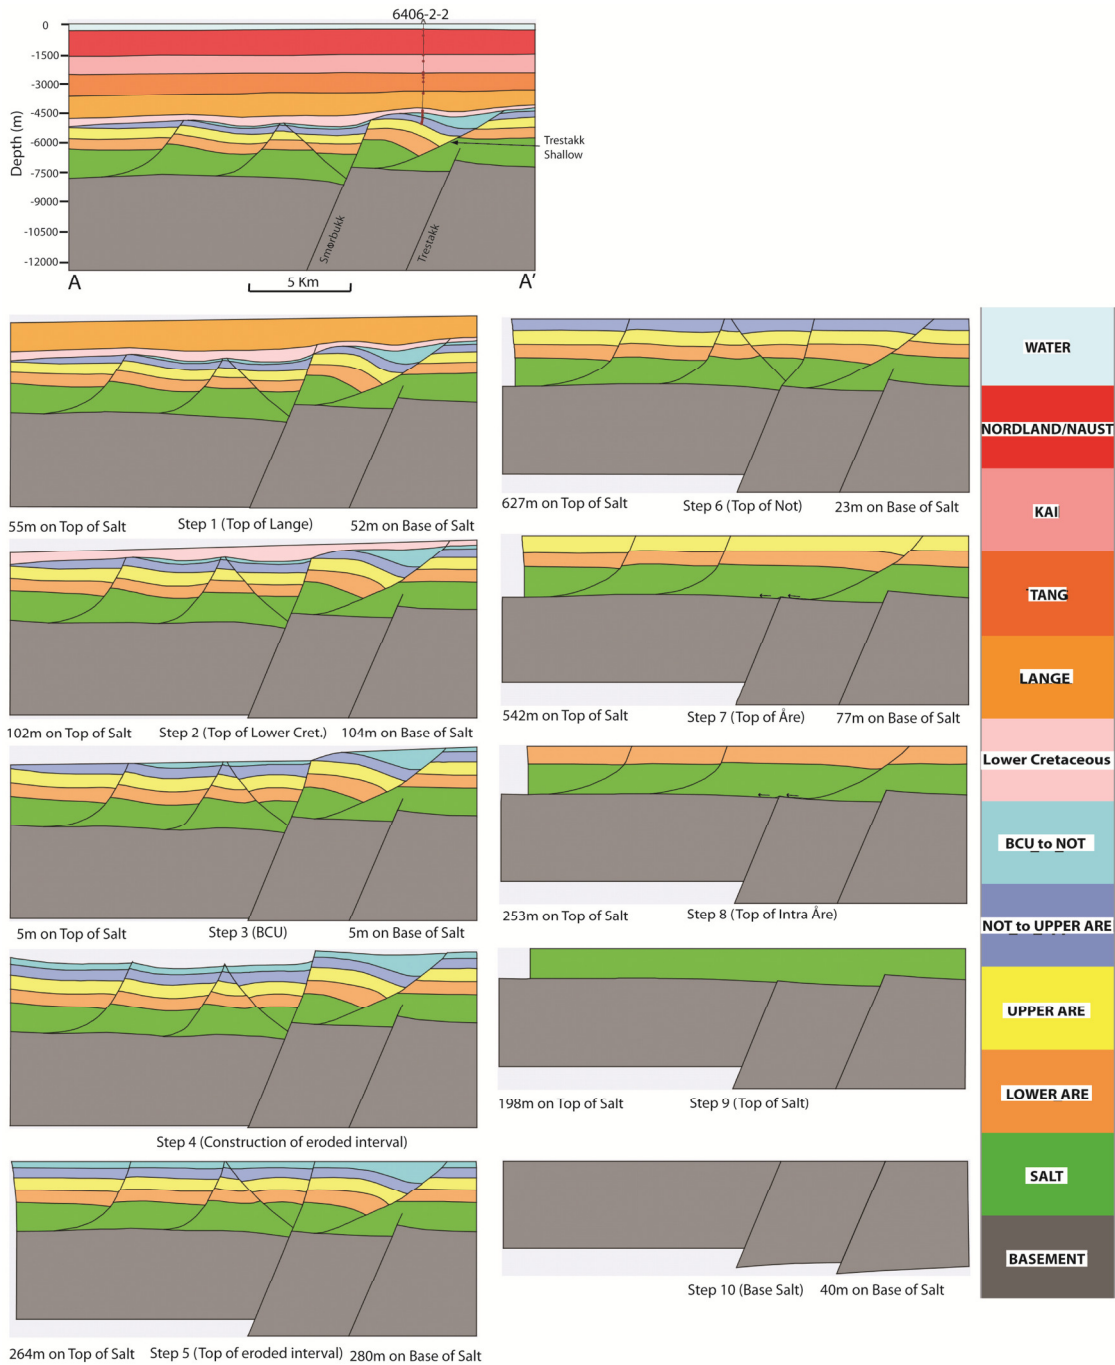 6406-2-2
0
-1500
-3000
-4500
-6000
-7500
-9000
-10500
-12000
Depth (m)
Trestakk
Shallow
Smørbukk
Trestakk
A
5 Km
A'
55m on Top of Salt Step 1 (Top of Lange) 52m on Base of Salt
102m on Top of Salt Step 2 (Top of Lower Cret.) 104m on Base of Salt
5m on Top of Salt Step 3 (BCU) 5m on Base of Salt
Step 4 (Construction of eroded interval)
264m on Top of Salt Step 5 (Top of eroded interval) 280m on Base of Salt
627m on Top of Salt Step 6 (Top of Not) 23m on Base of Salt
542m on Top of Salt Step 7 (Top of Åre) 77m on Base of Salt
253m on Top of Salt Step 8 (Top of Intra Åre)
198m on Top of Salt Step 9 (Top of Salt)
Step 10 (Base Salt) 40m on Base of Salt
WATER
NORDLAND/NAUST
KAI
TANG
LANGE
Lower Cretaceous
BCU to NOT
NOT to UPPER ARE
UPPER ARE
LOWER ARE
SALT
BASEMENT